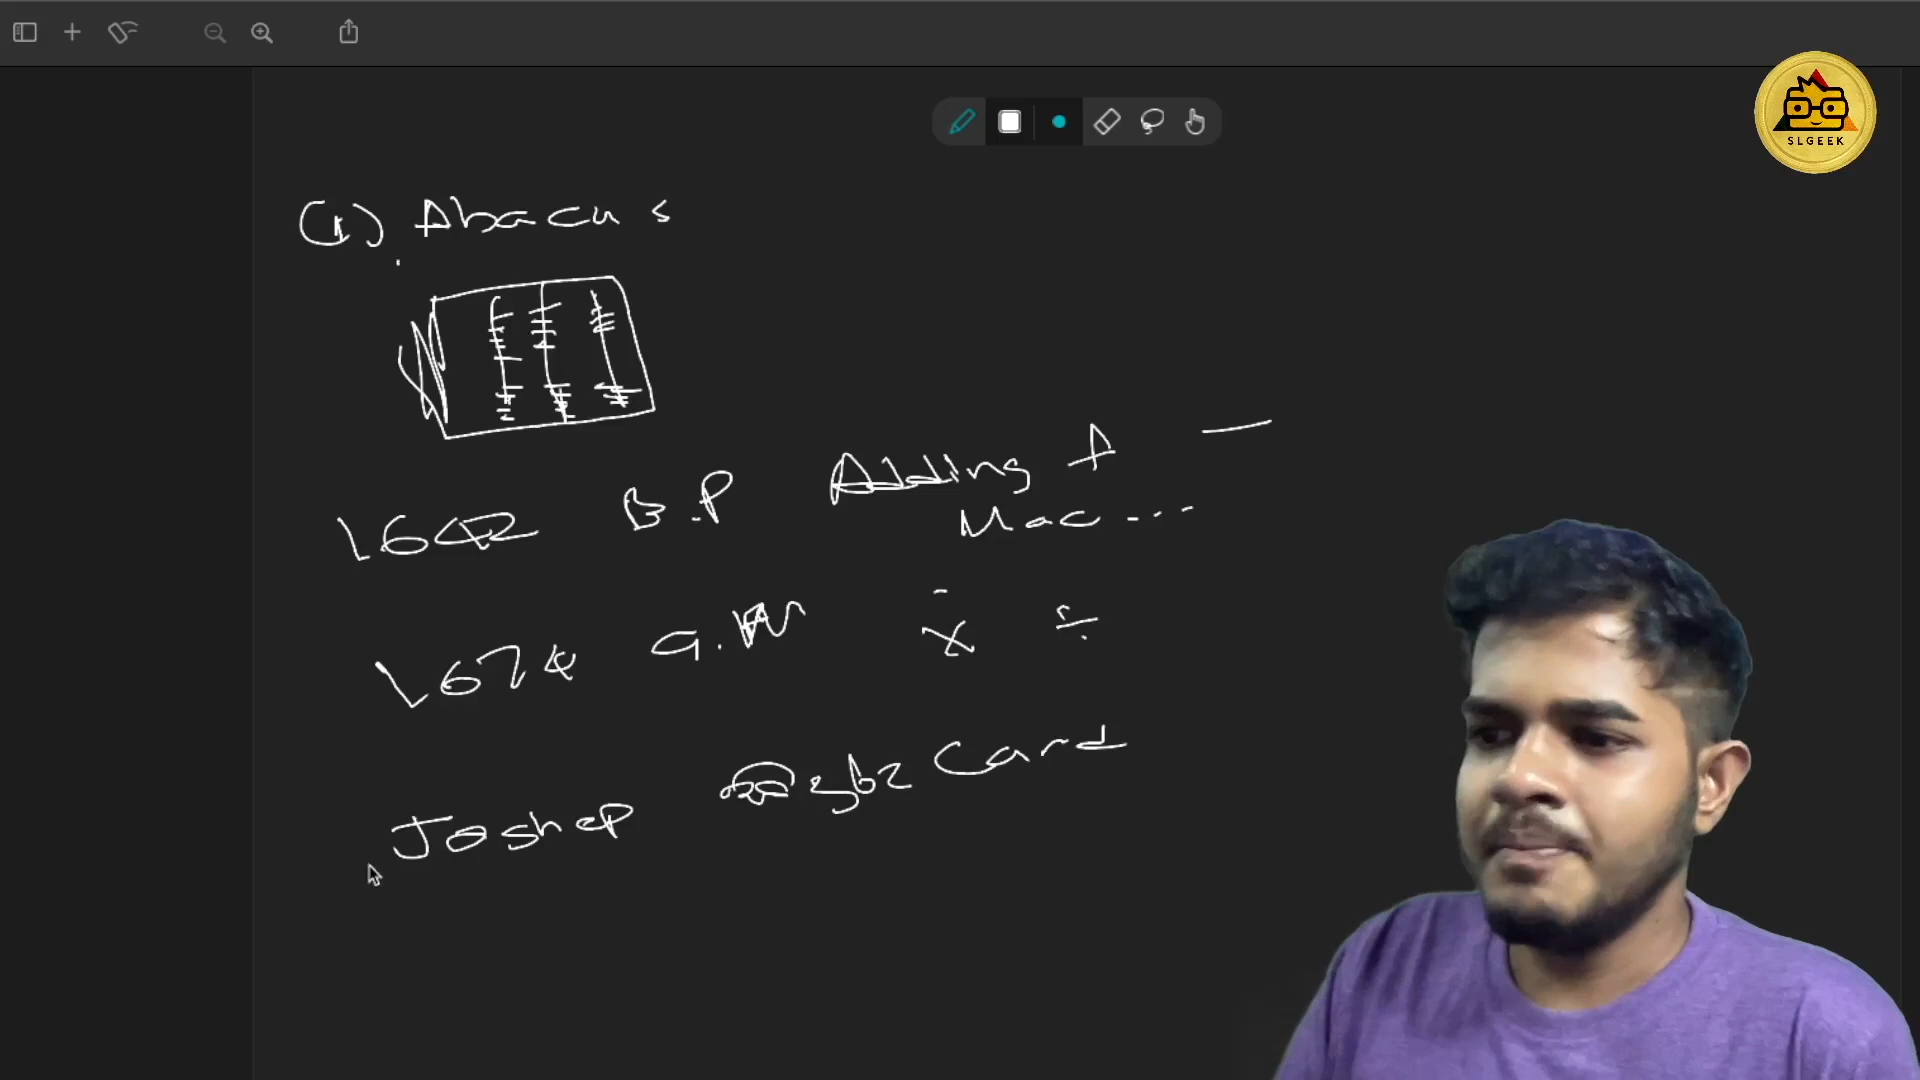 (1) Abacus
1642 B.P Adding + —
Mac ...
1674 G.W x ÷
Joshep Card
SLGEEK